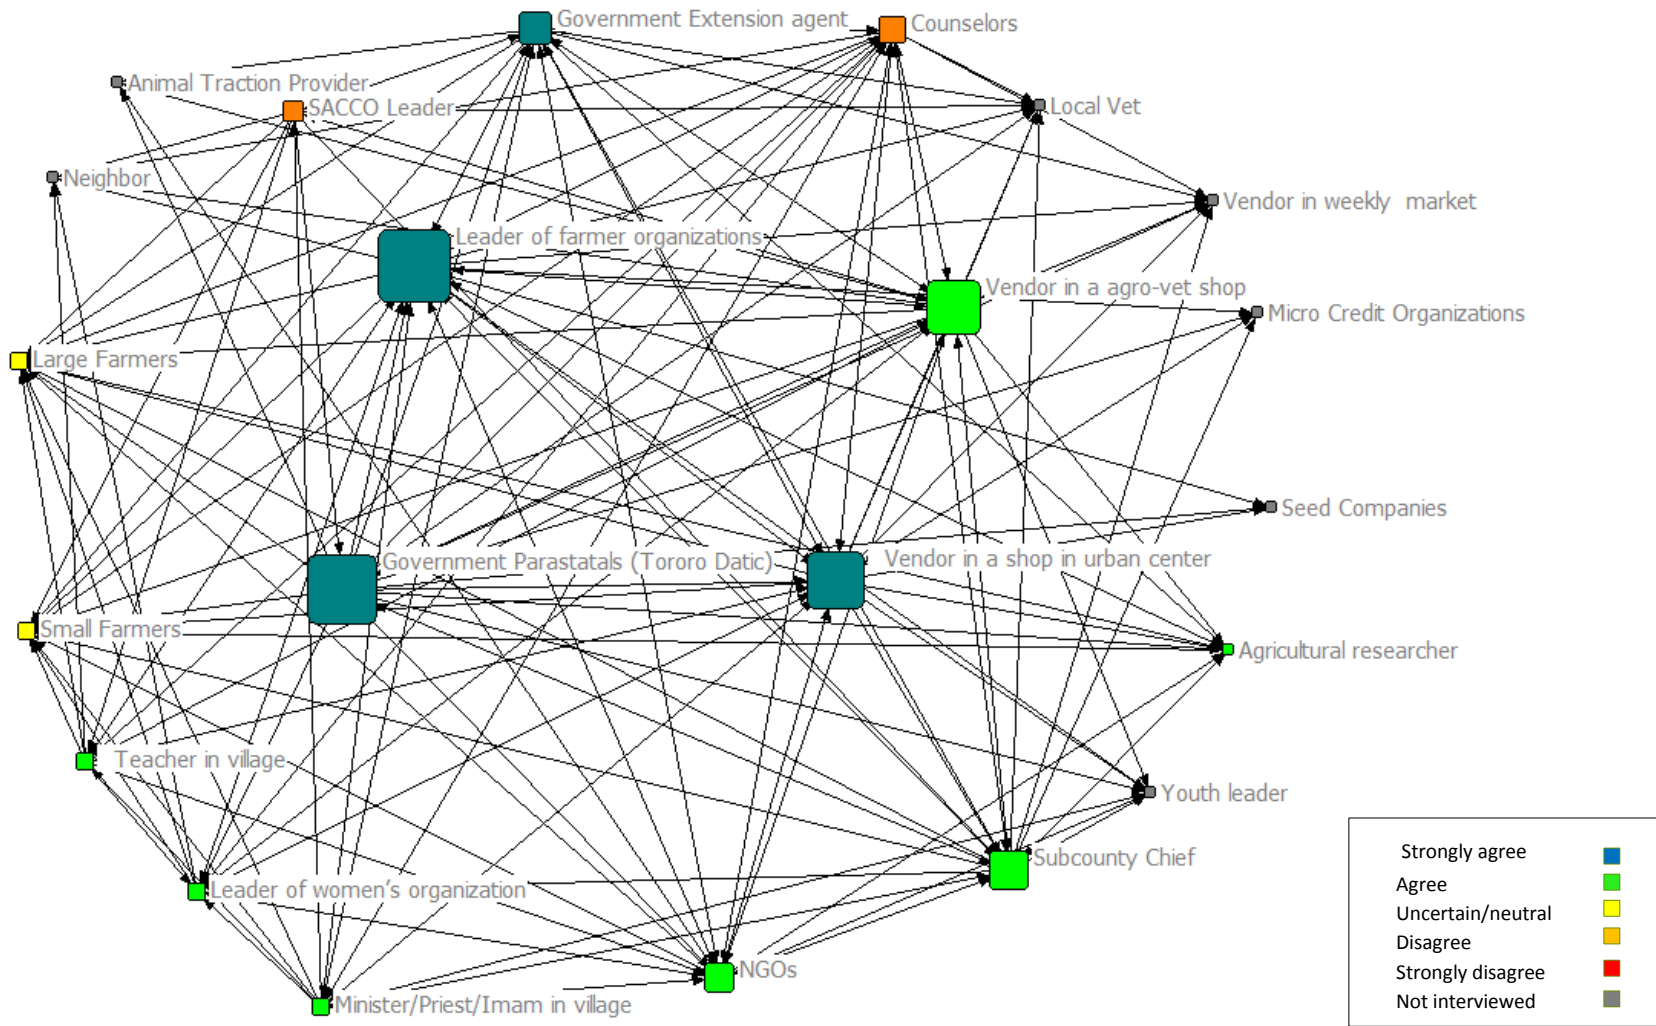 Government Extension agent
Counselors
Animal Traction Provider
SACCO Leader
Local Vet
Neighbor
Vendor in weekly  market
Leader of farmer organizations
Vendor in a agro-vet shop
Micro Credit Organizations
Large Farmers
Seed Companies
Government Parastatals (Tororo Datic)
Vendor in a shop in urban center
Small Farmers
Agricultural researcher
Teacher in village
Youth leader
Subcounty Chief
Leader of women's organization
NGOs
Minister/Priest/Imam in village
Strongly agree
Agree
Uncertain/neutral
Disagree
Strongly disagree
Not interviewed